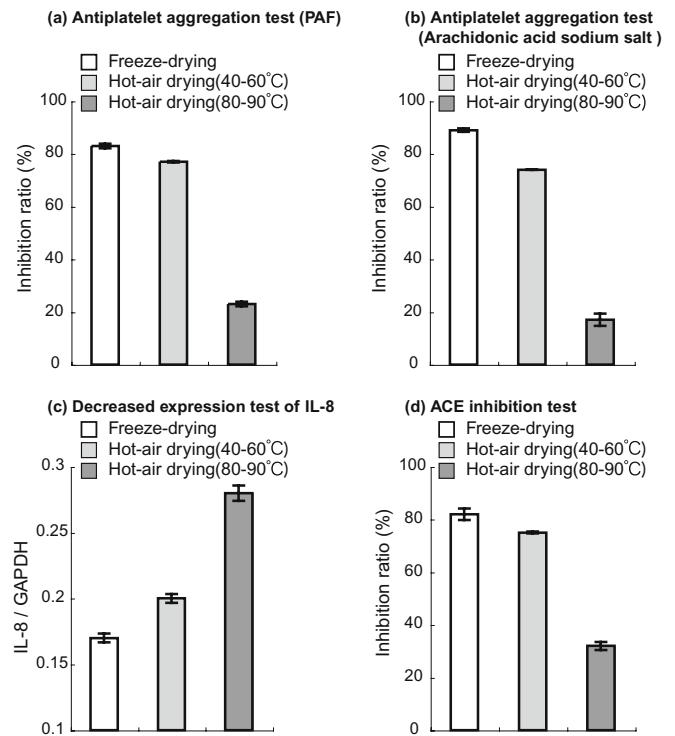 (a) Antiplatelet aggregation test (PAF)
Freeze-drying
Hot-air drying(40-60°C)
Hot-air drying(80-90°C)
100
80
60
40
20
0
Inhibition ratio (%)
(b) Antiplatelet aggregation test
(Arachidonic acid sodium salt )
Freeze-drying
Hot-air drying(40-60°C)
Hot-air drying(80-90°C)
100
80
60
40
20
0
Inhibition ratio (%)
(c) Decreased expression test of IL-8
Freeze-drying
Hot-air drying(40-60°C)
Hot-air drying(80-90°C)
0.3
0.25
0.2
0.15
0.1
IL-8 / GAPDH
(d) ACE inhibition test
Freeze-drying
Hot-air drying(40-60°C)
Hot-air drying(80-90°C)
100
80
60
40
20
0
Inhibition ratio (%)